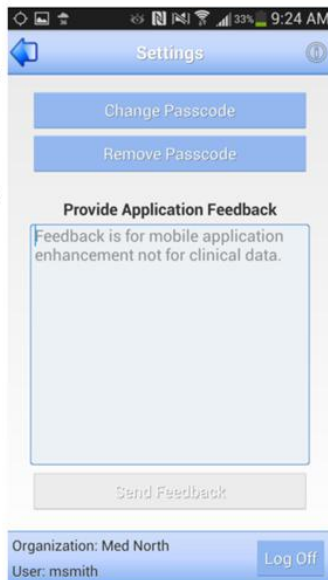 33% 9:24 AM
Settings
Change Passcode
Remove Passcode
Provide Application Feedback
Feedback is for mobile application
enhancement not for clinical data.
Send Feedback
Organization: Med North
User: msmith
Log Off